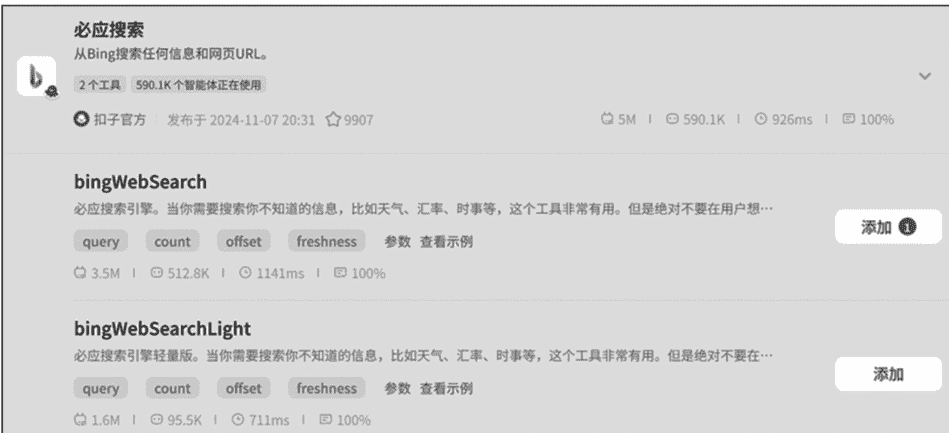 必应搜索
从Bing搜索任何信息和网页URL。
2 个工具 590.1K 个智能体正在使用
扣子官方 发布于 2024-11-07 20:31 9907 5M 590.1K 926ms 100%
bingWebSearch
必应搜索引擎。当你需要搜索你不知道的信息，比如天气、汇率、时事等，这个工具非常有用。但是绝对不要在用户想…
添加 1
query count offset freshness 参数 查看示例
3.5M 512.8K 1141ms 100%
bingWebSearchLight
必应搜索引擎轻量版。当你需要搜索你不知道的信息，比如天气、汇率、时事等，这个工具非常有用。但是绝对不要在…
添加
query count offset freshness 参数 查看示例
1.6M 95.5K 711ms 100%